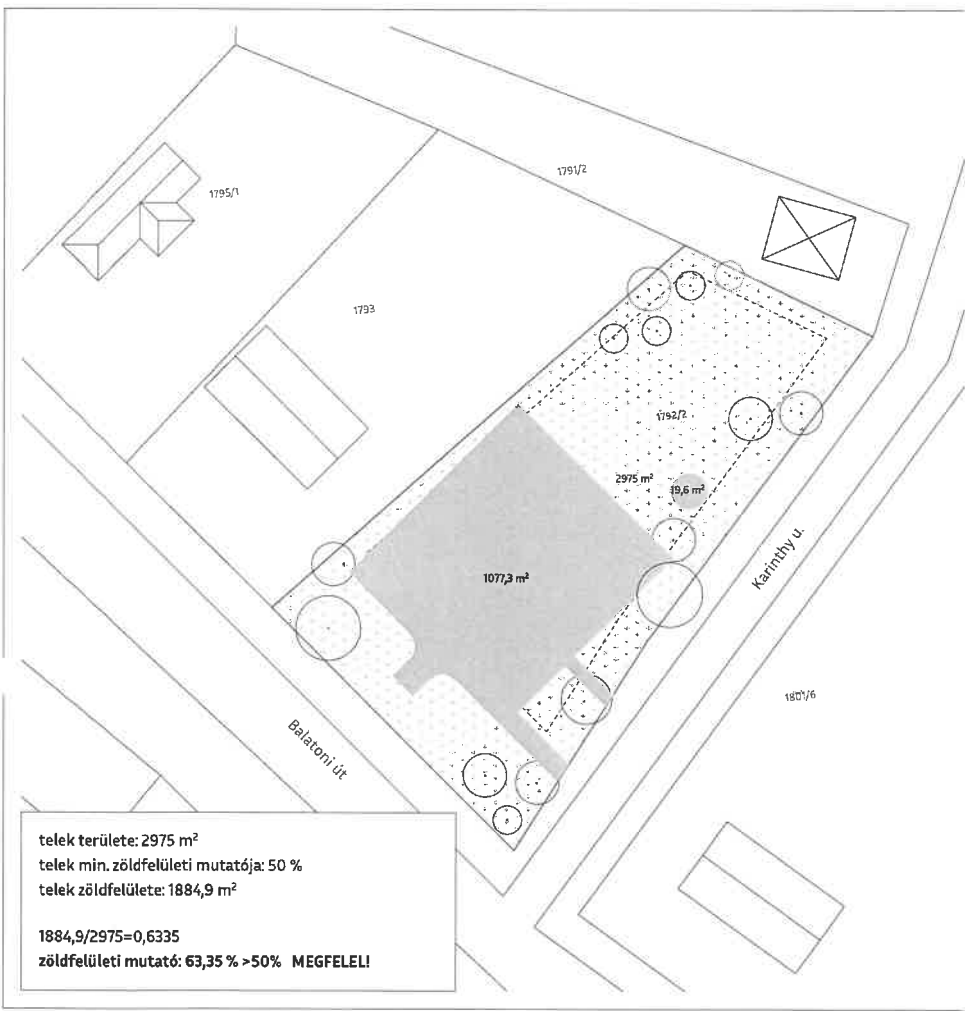 1791/2
1795/1
1793
1792/2
2975 m²
19,6 m²
1077,3 m²
Karinthy u.
1801/6
Balatoni út
telek területe: 2975 m²
telek min. zöldfelületi mutatója: 50 %
telek zöldfelülete: 1884,9 m²
1884,9/2975=0,6335
zöldfelületi mutató: 63,35 % >50% MEGFELEL!